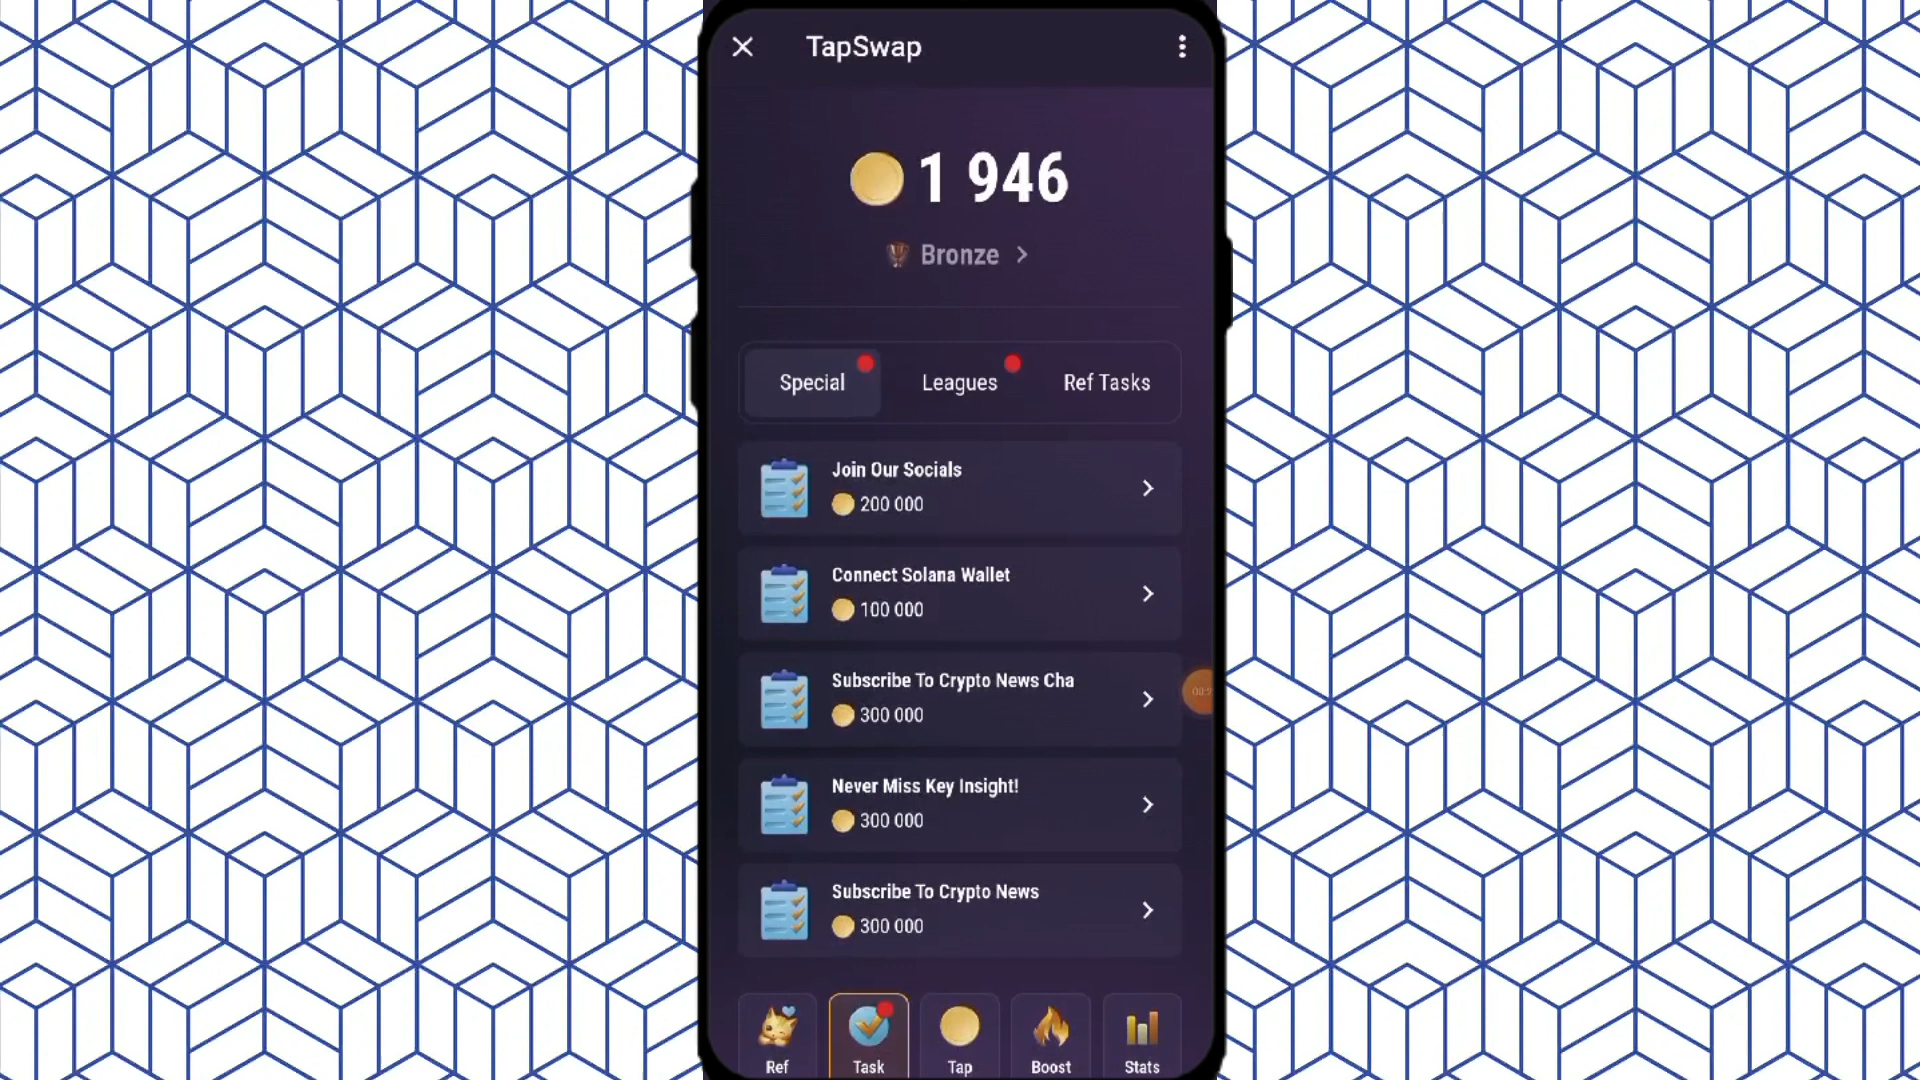 TapSwap
1 946
Bronze
Special Leagues Ref Tasks
Join Our Socials
200 000
Connect Solana Wallet
100 000
Subscribe To Crypto News Cha
300 000
Never Miss Key Insight!
300 000
Subscribe To Crypto News
300 000
Ref Task Tap Boost Stats